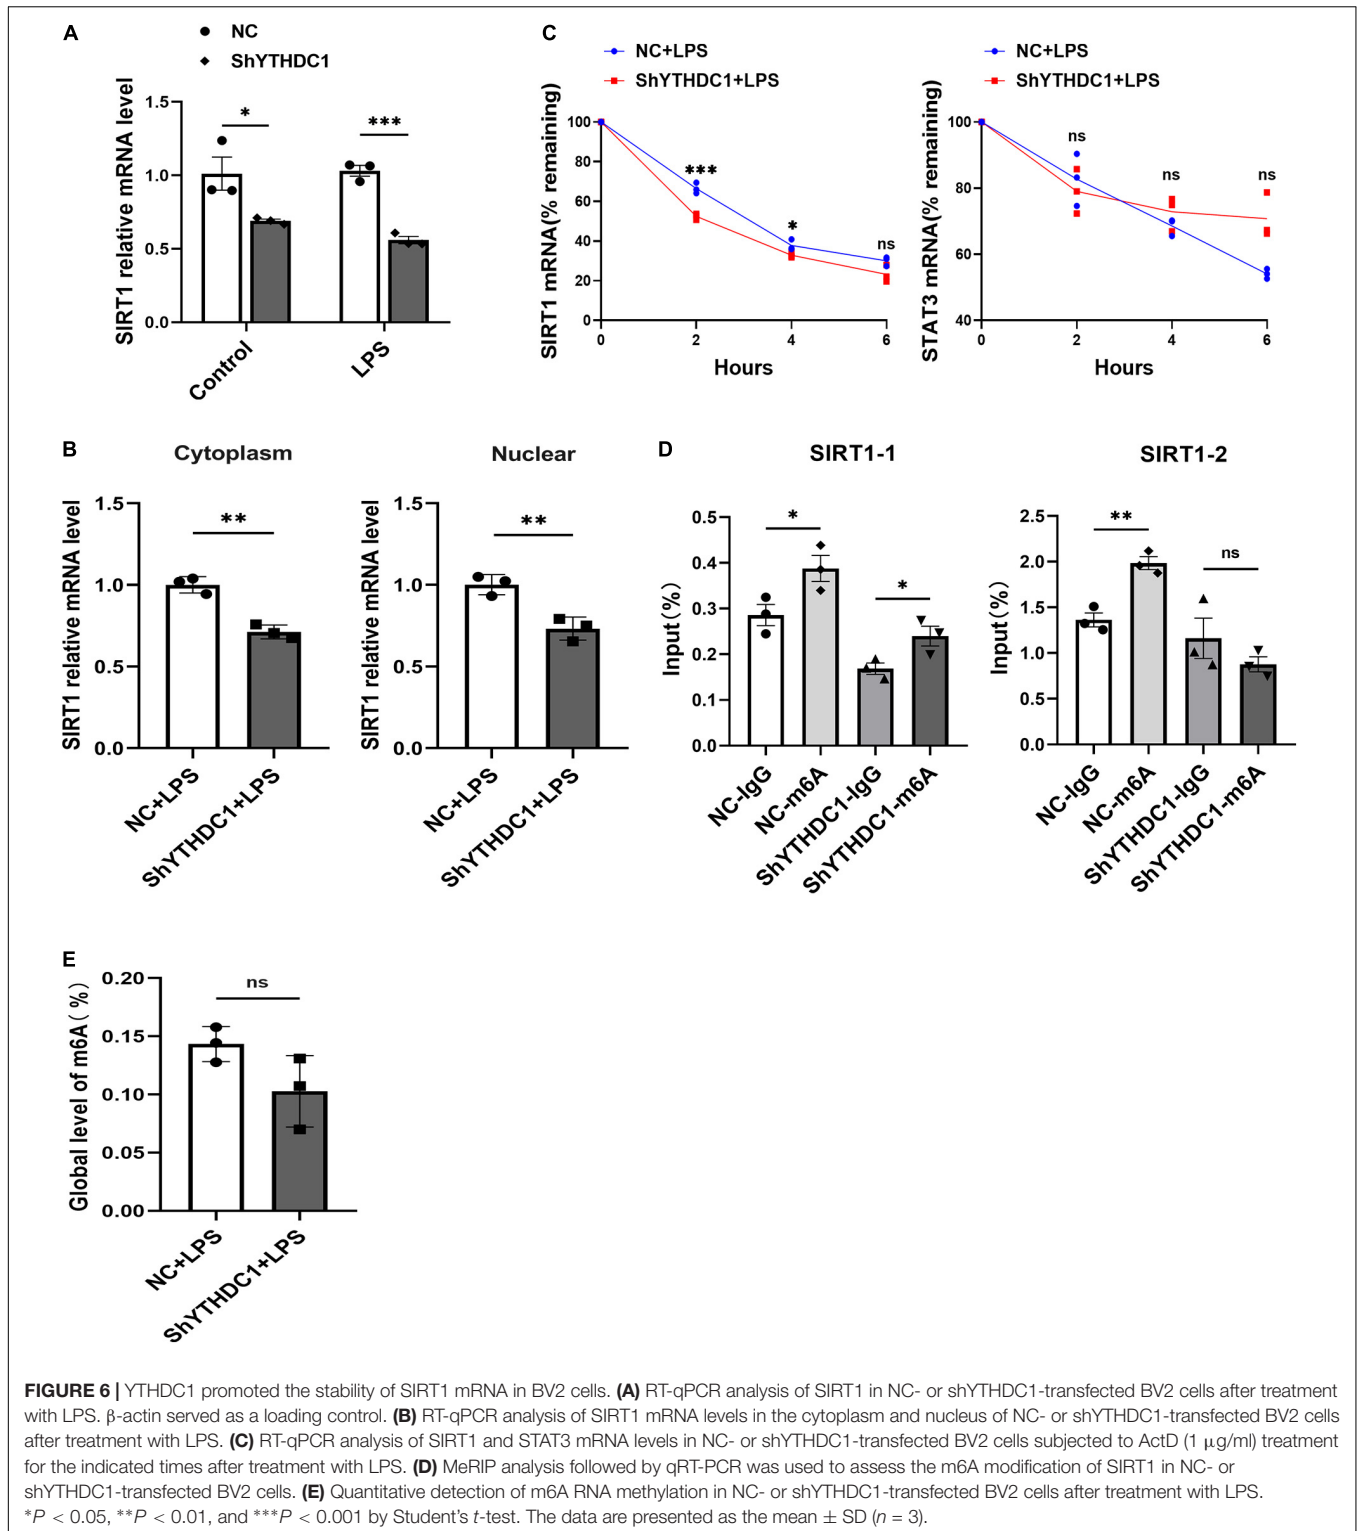 A
NC
ShYTHDC1
SIRT1 relative mRNA level
1.5
1.0
0.5
0.0
*
***
Control
LPS
C
NC+LPS
ShYTHDC1+LPS
SIRT1 mRNA(% remaining)
100
80
60
40
20
0
***
*
ns
0 2 4 6
Hours
NC+LPS
ShYTHDC1+LPS
STAT3 mRNA(% remaining)
100
80
60
40
ns
ns
ns
0 2 4 6
Hours
B
Cytoplasm
SIRT1 relative mRNA level
1.5
1.0
0.5
0.0
**
NC+LPS
ShYTHDC1+LPS
Nuclear
SIRT1 relative mRNA level
1.5
1.0
0.5
0.0
**
NC+LPS
ShYTHDC1+LPS
D
SIRT1-1
Input(%)
0.5
0.4
0.3
0.2
0.1
0.0
*
*
NC-IgG
NC-m6A
ShYTHDC1-IgG
ShYTHDC1-m6A
SIRT1-2
Input(%)
2.5
2.0
1.5
1.0
0.5
0.0
**
ns
NC-IgG
NC-m6A
ShYTHDC1-IgG
ShYTHDC1-m6A
E
Global level of m6A(%)
0.20
0.15
0.10
0.05
0.00
ns
NC+LPS
ShYTHDC1+LPS
FIGURE 6 | YTHDC1 promoted the stability of SIRT1 mRNA in BV2 cells. (A) RT-qPCR analysis of SIRT1 in NC- or shYTHDC1-transfected BV2 cells after treatment
with LPS. β-actin served as a loading control. (B) RT-qPCR analysis of SIRT1 mRNA levels in the cytoplasm and nucleus of NC- or shYTHDC1-transfected BV2 cells
after treatment with LPS. (C) RT-qPCR analysis of SIRT1 and STAT3 mRNA levels in NC- or shYTHDC1-transfected BV2 cells subjected to ActD (1 μg/ml) treatment
for the indicated times after treatment with LPS. (D) MeRIP analysis followed by qRT-PCR was used to assess the m6A modification of SIRT1 in NC- or
shYTHDC1-transfected BV2 cells. (E) Quantitative detection of m6A RNA methylation in NC- or shYTHDC1-transfected BV2 cells after treatment with LPS.
*P < 0.05, **P < 0.01, and ***P < 0.001 by Student's t-test. The data are presented as the mean ± SD (n = 3).